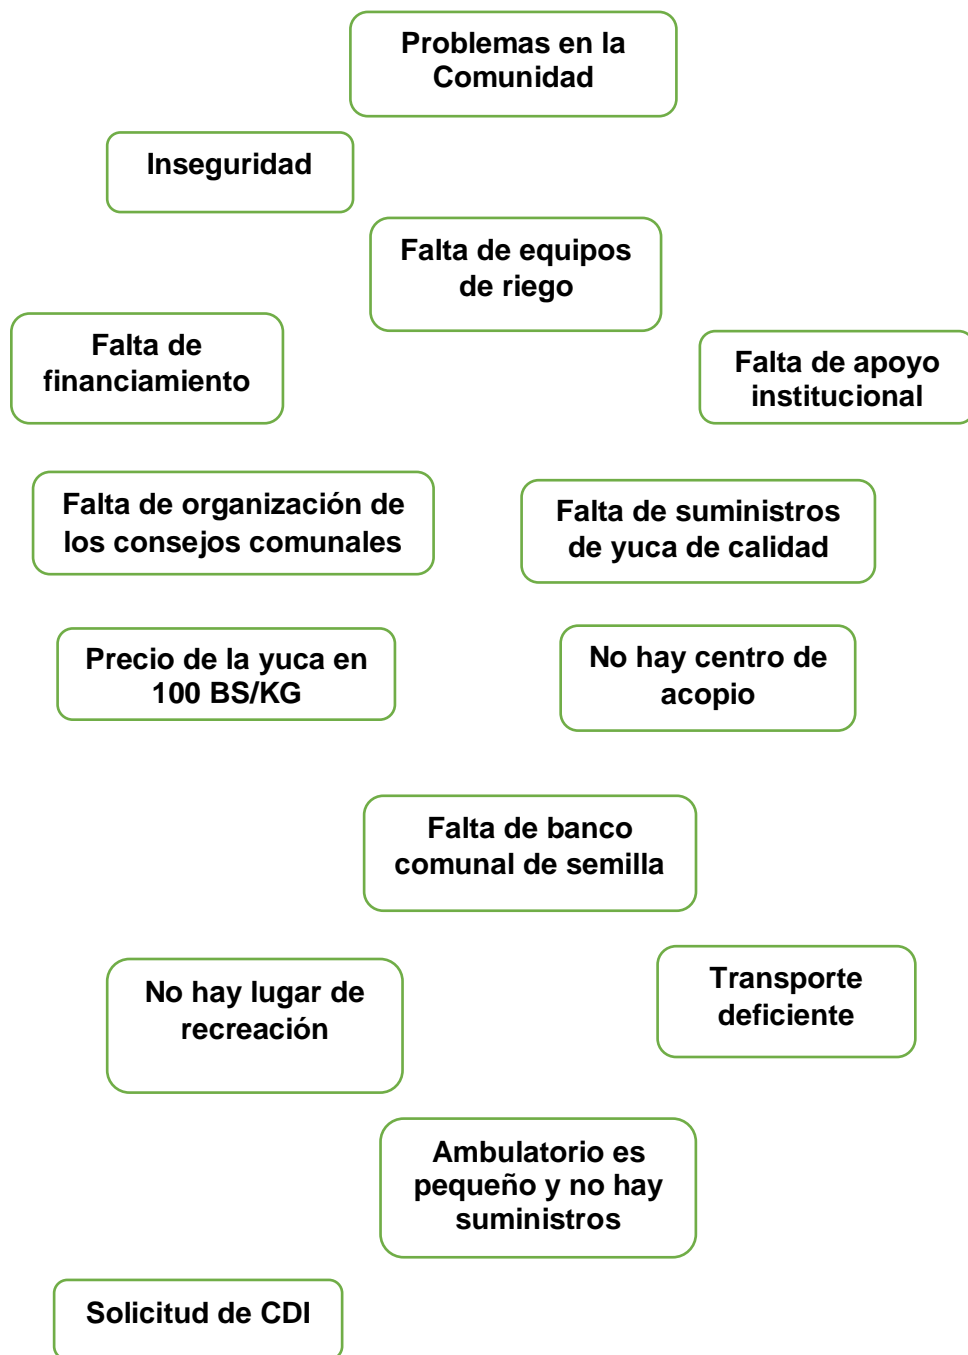 Problemas en la
Comunidad
Inseguridad
Falta de equipos
de riego
Falta de
financiamiento
Falta de apoyo
institucional
Falta de organización de
los consejos comunales
Falta de suministros
de yuca de calidad
Precio de la yuca en
100 BS/KG
No hay centro de
acopio
Falta de banco
comunal de semilla
No hay lugar de
recreación
Transporte
deficiente
Ambulatorio es
pequeño y no hay
suministros
Solicitud de CDI